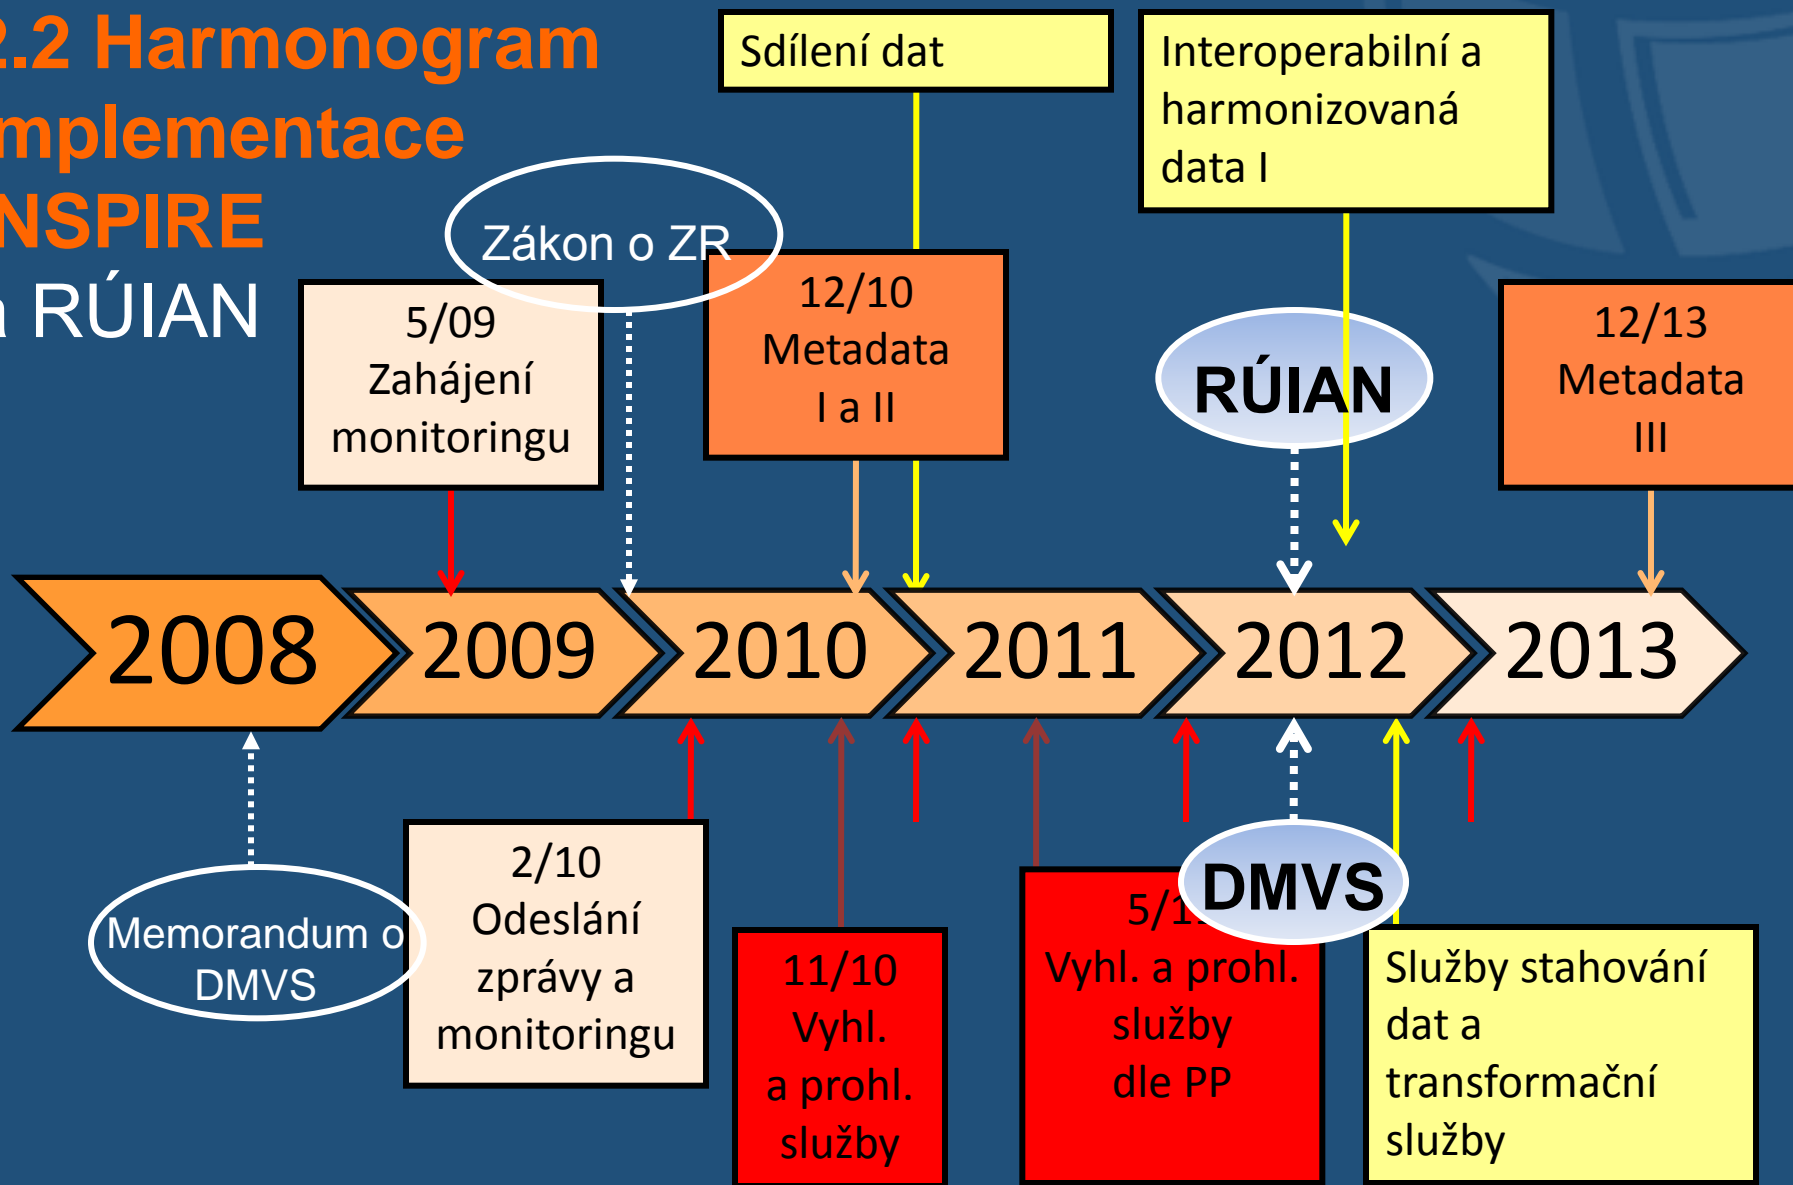 2.2 Harmonogram
mplementace
NSPIRE
a RÚIAN
Sdílení dat
Interoperabilní a
harmonizovaná
data I
Zákon o ZR
5/09
Zahájení
monitoringu
12/10
Metadata
I a II
RÚIAN
12/13
Metadata
III
2008
2009
2010
2011
2012
2013
Memorandum o
DMVS
2/10
Odeslání
zprávy a
monitoringu
11/10
Vyhl.
a prohl.
služby
5/1
Vyhl. a prohl.
služby
dle PP
DMVS
Služby stahování
dat a
transformační
služby